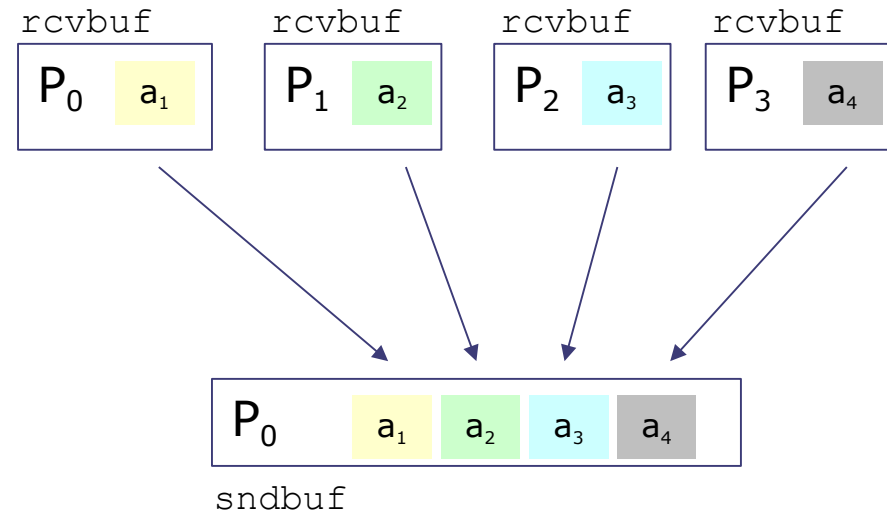 rcvbuf rcvbuf rcvbuf rcvbuf
P₀ a₁ P₁ a₂ P₂ a₃ P₃ a₄
P₀ a₁ a₂ a₃ a₄
sndbuf